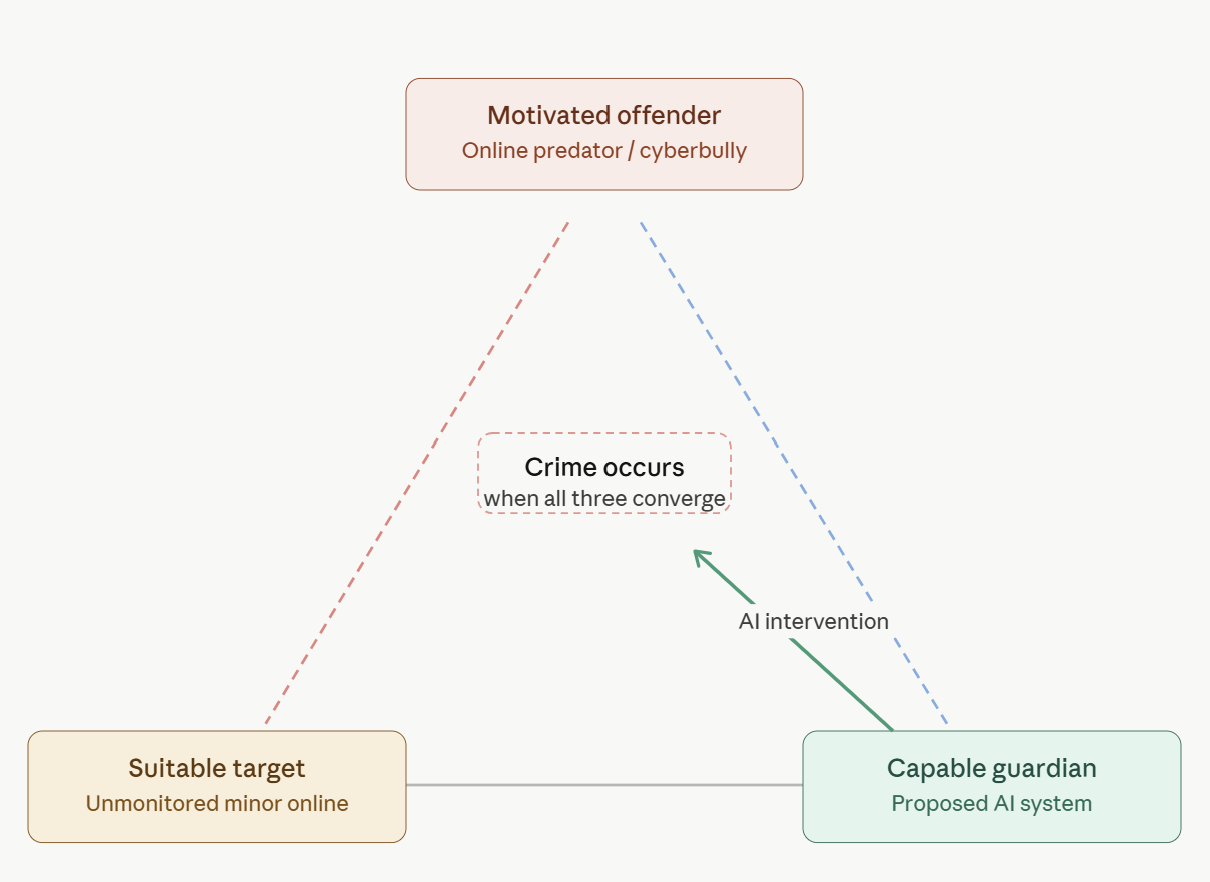 Motivated offender
Online predator / cyberbully
Crime occurs
when all three converge
AI intervention
Suitable target
Unmonitored minor online
Capable guardian
Proposed AI system